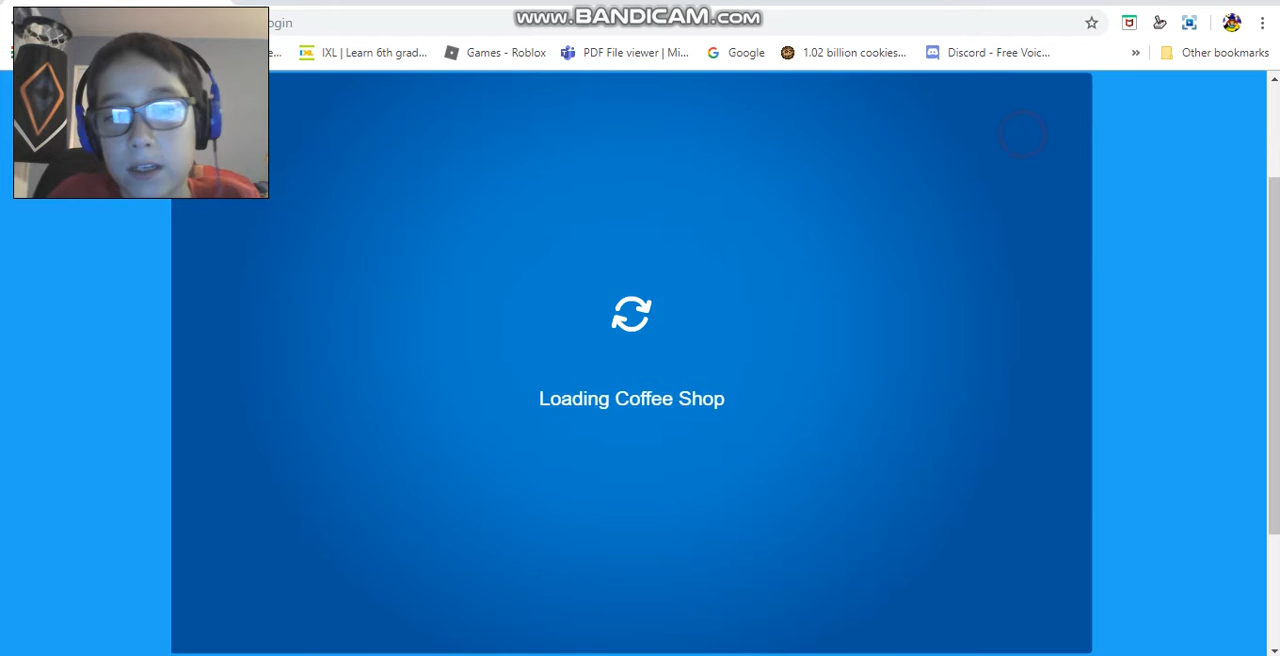 www.BANDICAM.com
ogin
e... IXL | Learn 6th grad... Games - Roblox PDF File viewer | Mi... Google 1.02 billion cookies... Discord - Free Voic... » Other bookmarks
Loading Coffee Shop